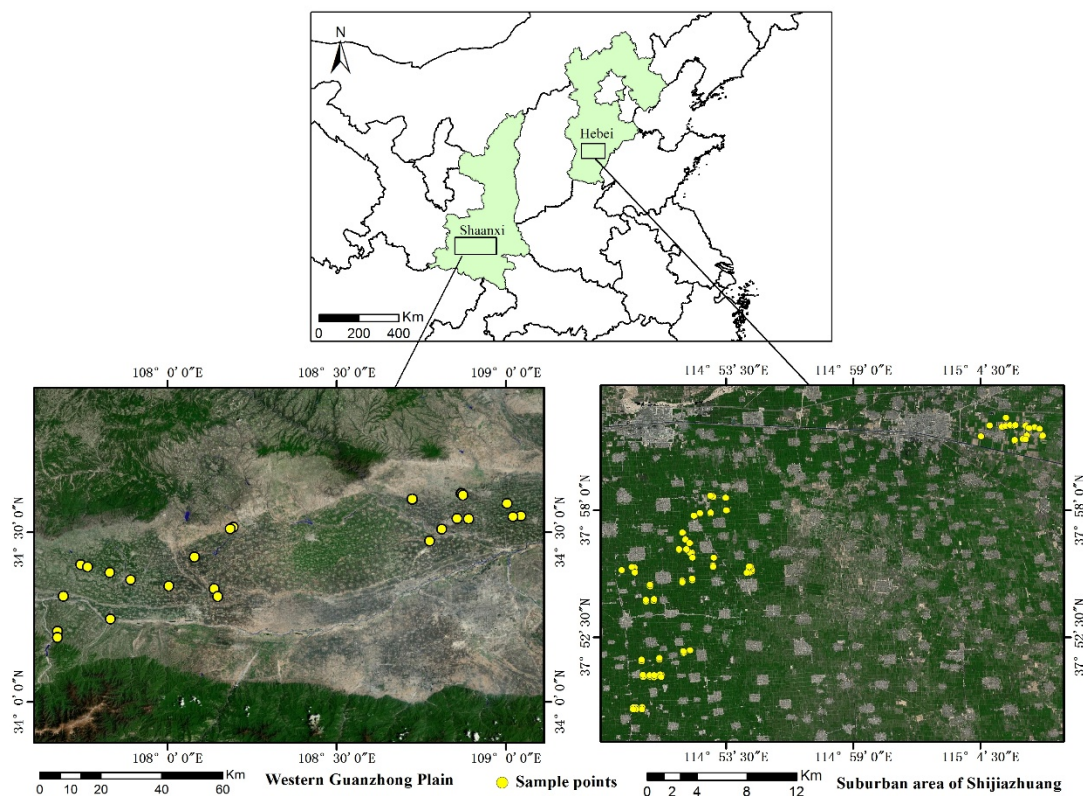 N
Hebei
Shaanxi
Km
0 200 400
108° 0′ 0″E 108° 30′ 0″E 109° 0′ 0″E
114° 53′ 30″E 114° 59′ 0″E 115° 4′ 30″E
34° 30′ 0″N
34° 0′ 0″N
34° 30′ 0″N
34° 0′ 0″N
37° 58′ 0″N
37° 52′ 30″N
37° 58′ 0″N
37° 52′ 30″N
108° 0′ 0″E 108° 30′ 0″E 109° 0′ 0″E
114° 53′ 30″E 114° 59′ 0″E 115° 4′ 30″E
Km
0 10 20 40 60
Western Guanzhong Plain
Sample points
Km
0 2 4 8 12
Suburban area of Shijiazhuang